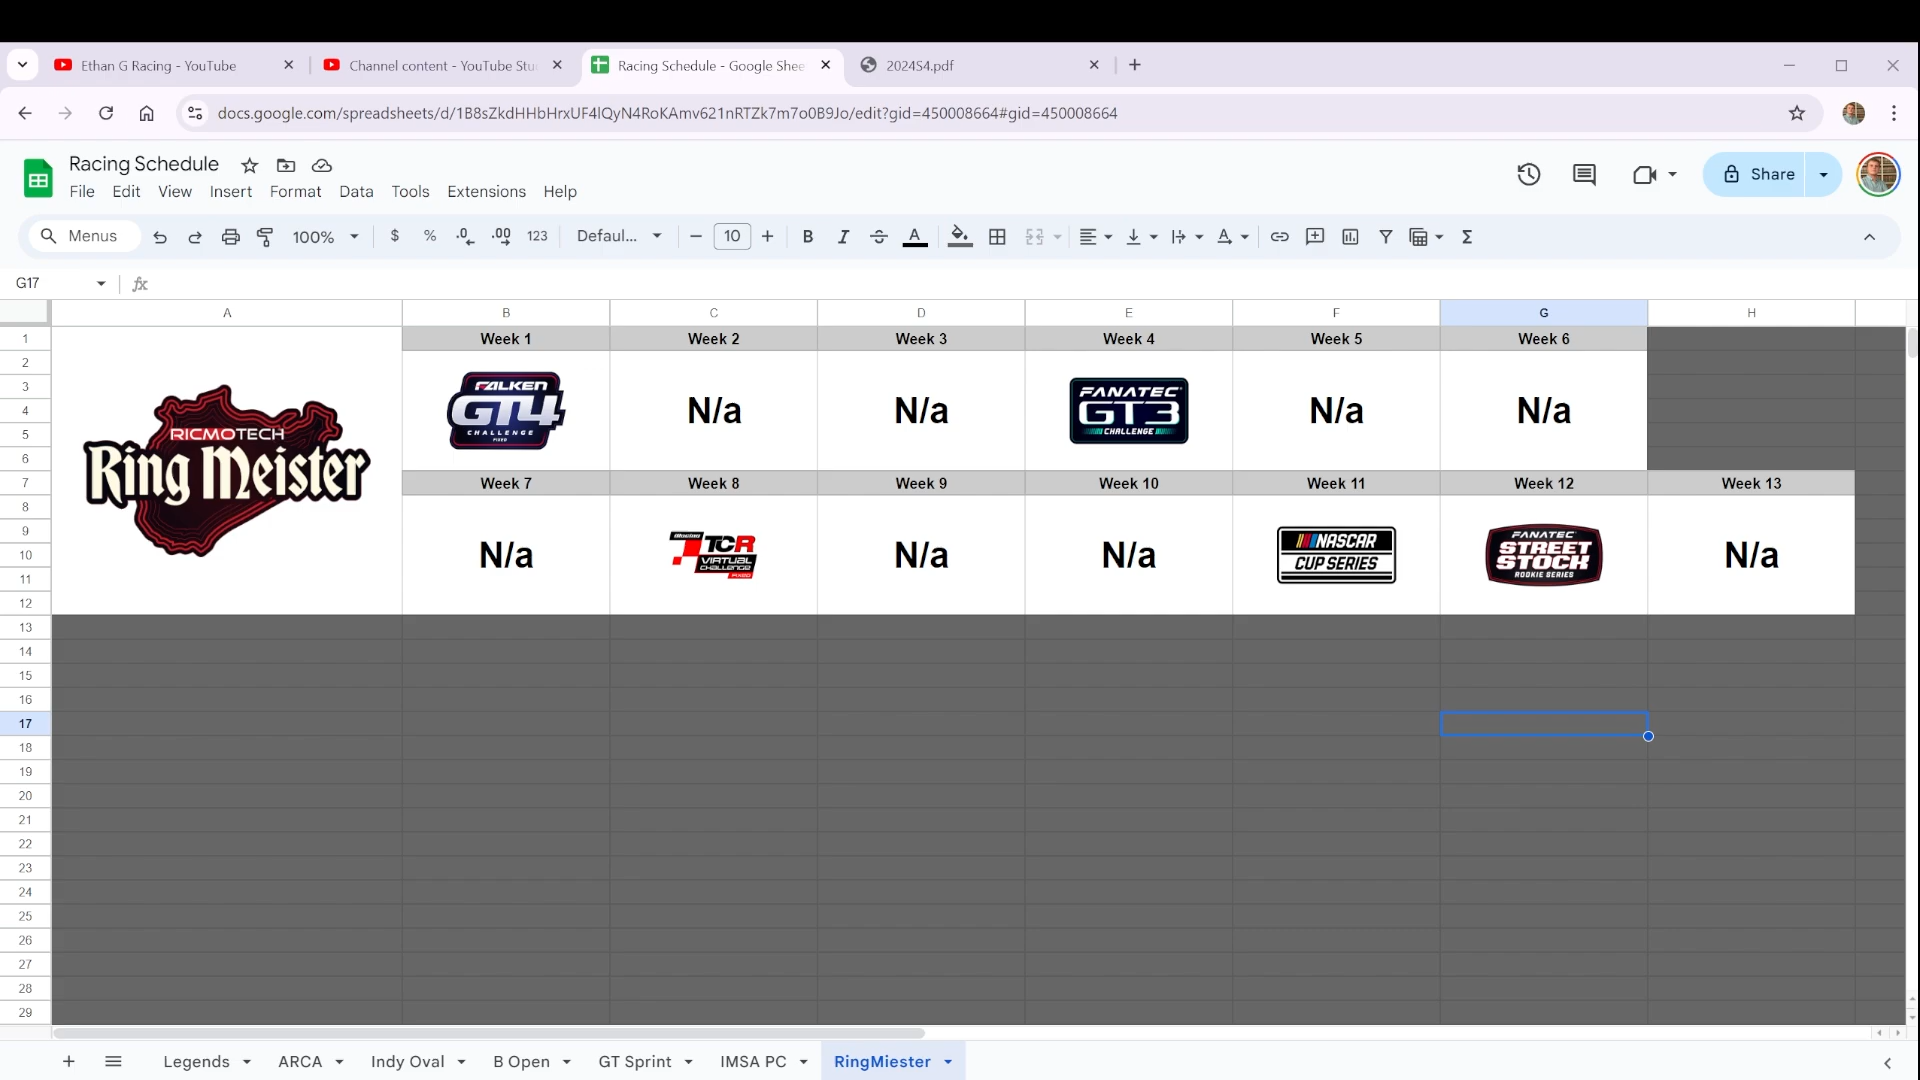 Ethan G Racing - YouTube
Channel content - YouTube Stu
Racing Schedule - Google Shee
2024S4.pdf
docs.google.com/spreadsheets/d/1B8sZkdHHbHrxUF4lQyN4RoKAmv621nRTZk7m7o0B9Jo/edit?gid=450008664#gid=450008664
Racing Schedule
File Edit View Insert Format Data Tools Extensions Help
Share
Menus 100% $ % .0 .00 123 Defaul... 10 B I A Σ
G17 fx
A B C D E F G H
1 Week 1 Week 2 Week 3 Week 4 Week 5 Week 6
2
3
4
5
6
FALKEN
GT4
CHALLENGE
FIXED
N/a
N/a
FANATEC
GT3
CHALLENGE
N/a
N/a
RICMOTECH
Ring Meister
7 Week 7 Week 8 Week 9 Week 10 Week 11 Week 12 Week 13
8
9
10
11
12
N/a
iRacing
TCR
VIRTUAL
CHALLENGE
FIXED
N/a
N/a
NASCAR
CUP SERIES
FANATEC
STREET
STOCK
ROOKIE SERIES
N/a
13
14
15
16
17
18
19
20
21
22
23
24
25
26
27
28
29
Legends ARCA Indy Oval B Open GT Sprint IMSA PC RingMiester